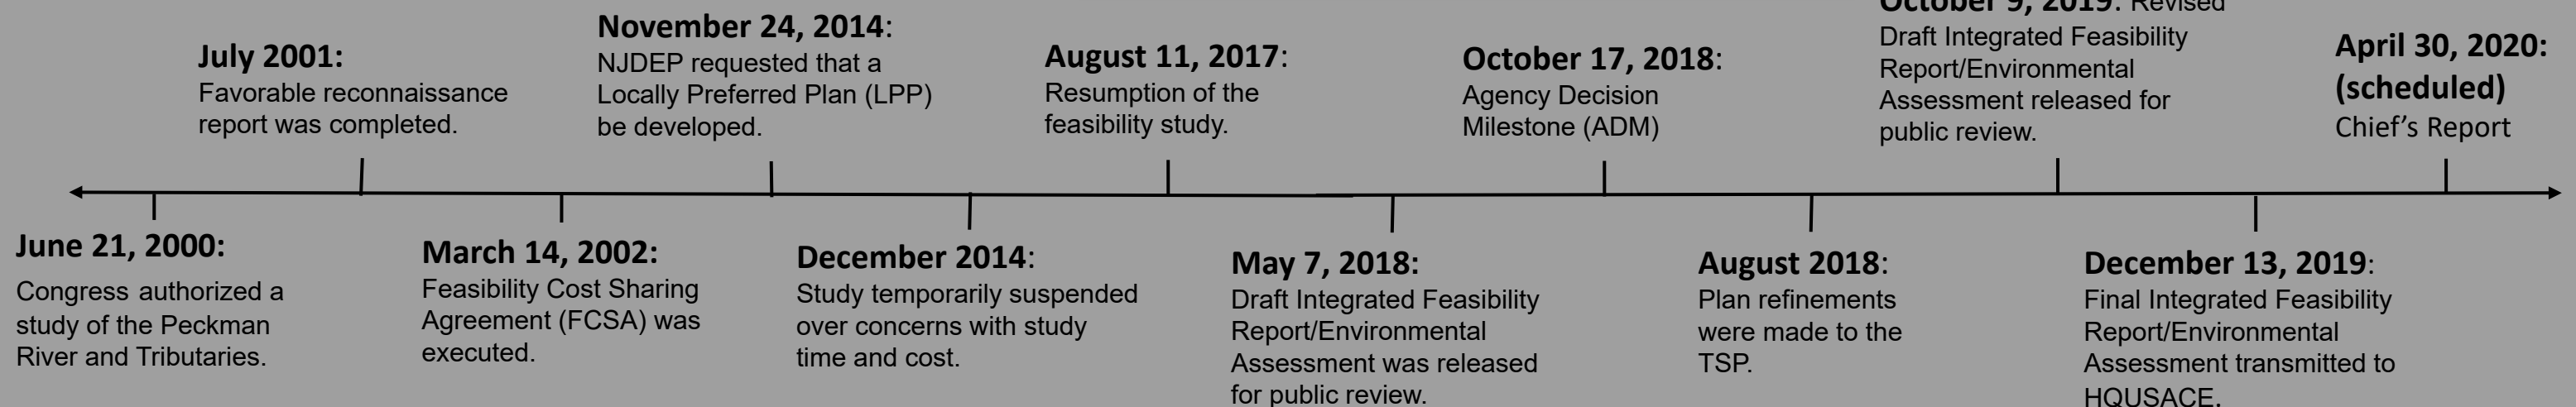 June 21, 2000:
Congress authorized a
study of the Peckman
River and Tributaries.
July 2001:
Favorable reconnaissance
report was completed.
March 14, 2002:
Feasibility Cost Sharing
Agreement (FCSA) was
executed.
November 24, 2014:
NJDEP requested that a
Locally Preferred Plan (LPP)
be developed.
December 2014:
Study temporarily suspended
over concerns with study
time and cost.
August 11, 2017:
Resumption of the
feasibility study.
May 7, 2018:
Draft Integrated Feasibility
Report/Environmental
Assessment was released
for public review.
October 17, 2018:
Agency Decision
Milestone (ADM)
August 2018:
Plan refinements
were made to the
TSP.
October 9, 2019: Revised
Draft Integrated Feasibility
Report/Environmental
Assessment released for
public review.
December 13, 2019:
Final Integrated Feasibility
Report/Environmental
Assessment transmitted to
HQUSACE.
April 30, 2020:
(scheduled)
Chief's Report